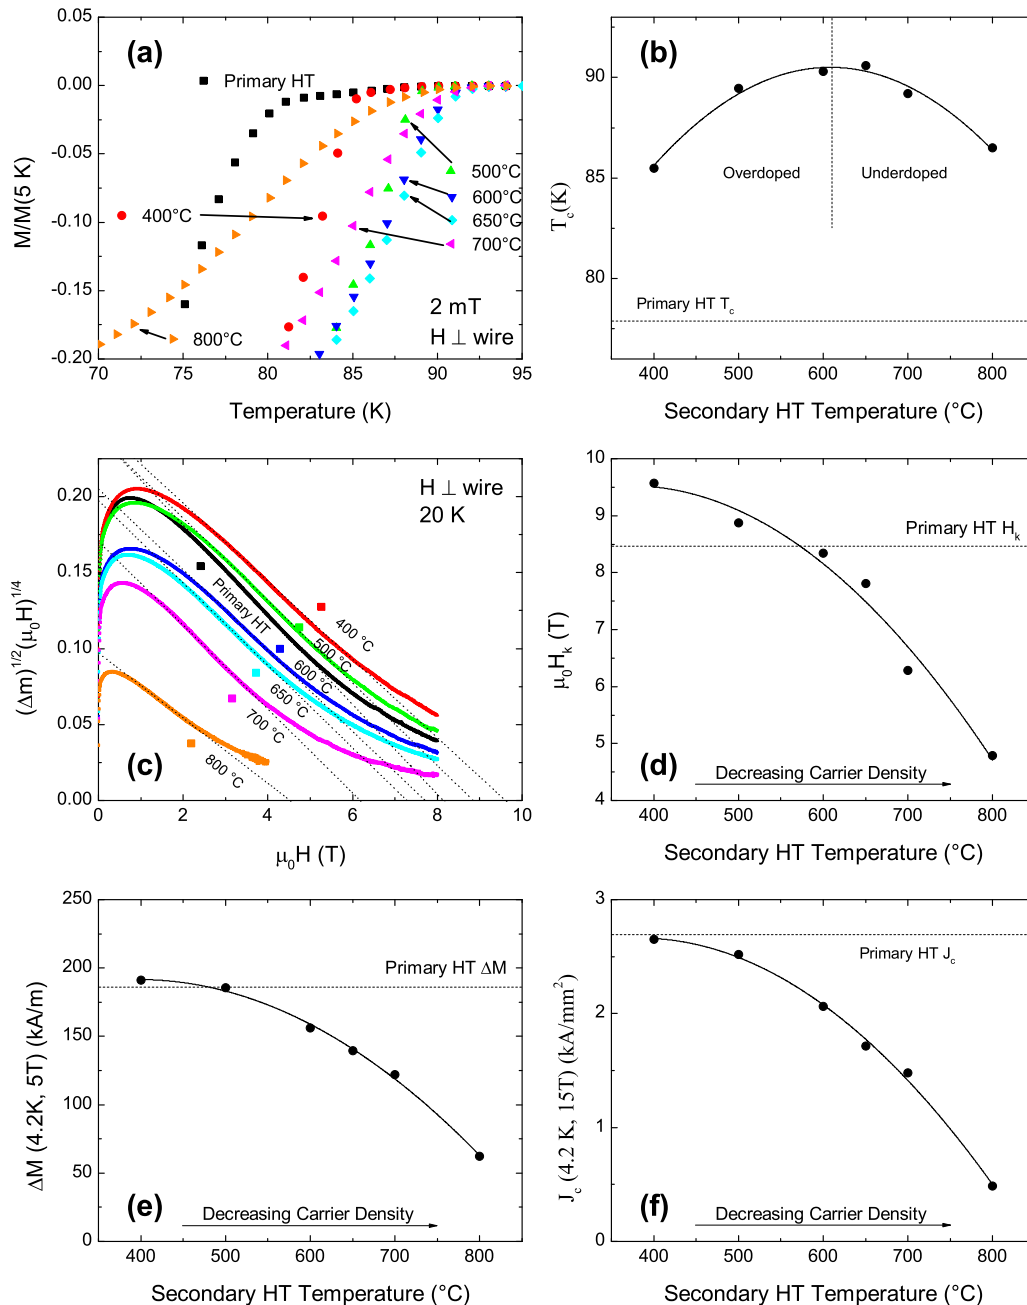 (a)
0.05
0.00
-0.05
-0.10
-0.15
-0.20
M/M(5 K)
Primary HT
400°C
500°C
600°C
650°C
700°C
800°C
2 mT
H ⊥ wire
70 75 80 85 90 95
Temperature (K)
(b)
90
85
80
T_c(K)
Overdoped
Underdoped
Primary HT T_c
400 500 600 700 800
Secondary HT Temperature (°C)
(c)
0.20
0.15
0.10
0.05
0.00
(Δm)^1/2(μ₀H)^1/4
H ⊥ wire
20 K
Primary HT
400 °C
500 °C
600 °C
650 °C
700 °C
800 °C
0 2 4 6 8 10
μ₀H (T)
(d)
10
9
8
7
6
5
4
μ₀H_k (T)
Primary HT H_k
Decreasing Carrier Density
400 500 600 700 800
Secondary HT Temperature (°C)
(e)
250
200
150
100
50
0
ΔM (4.2K, 5T) (kA/m)
Primary HT ΔM
Decreasing Carrier Density
400 500 600 700 800
Secondary HT Temperature (°C)
(f)
3
2
1
0
J_c (4.2 K, 15T) (kA/mm²)
Primary HT J_c
Decreasing Carrier Density
400 500 600 700 800
Secondary HT Temperature (°C)